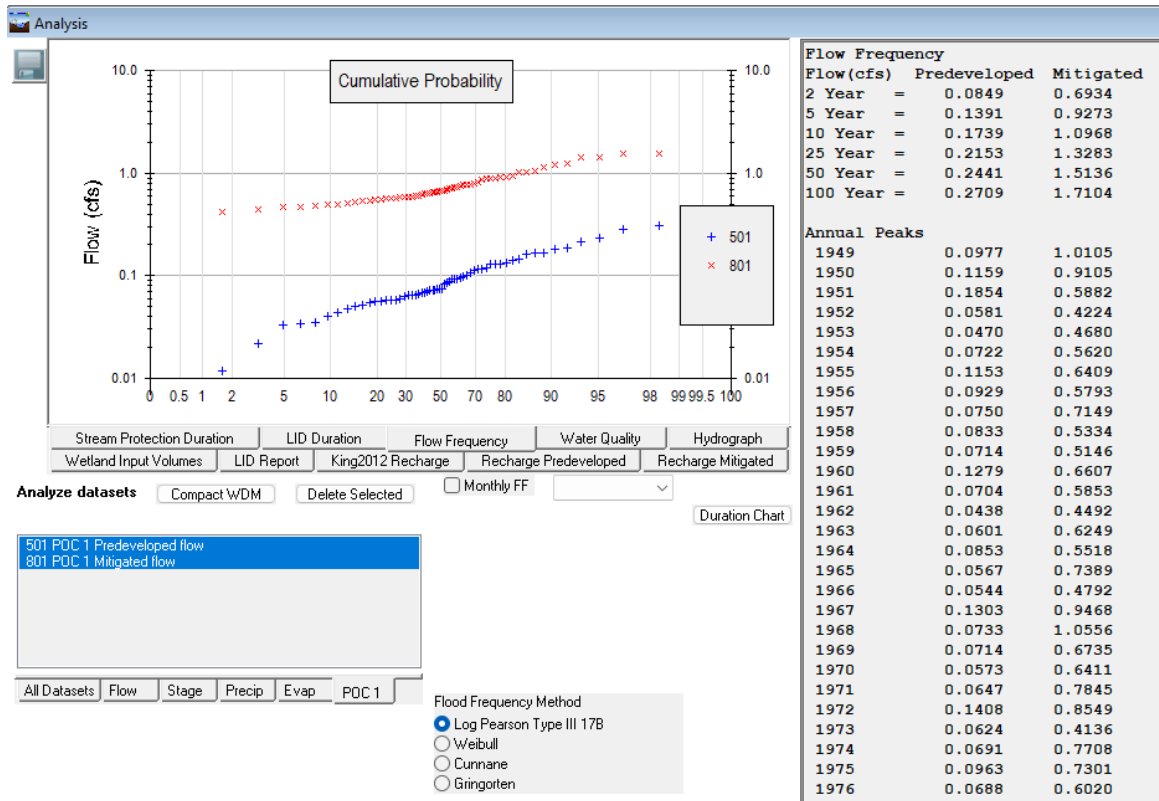 Analysis
Cumulative Probability
Flow (cfs)
10.0
1.0
0.1
0.01
10.0
1.0
0.01
0 0.5 1 2 5 10 20 30 50 70 80 90 95 98 99 99.5 100
501
801
Stream Protection Duration LID Duration Flow Frequency Water Quality Hydrograph
Wetland Input Volumes LID Report King2012 Recharge Recharge Predeveloped Recharge Mitigated
Analyze datasets Compact WDM Delete Selected Monthly FF
Duration Chart
501 POC 1 Predeveloped flow
801 POC 1 Mitigated flow
All Datasets Flow Stage Precip Evap POC 1
Flood Frequency Method
Log Pearson Type III 17B
Weibull
Cunnane
Gringorten
Flow Frequency
Flow(cfs) Predeveloped Mitigated
2 Year = 0.0849 0.6934
5 Year = 0.1391 0.9273
10 Year = 0.1739 1.0968
25 Year = 0.2153 1.3283
50 Year = 0.2441 1.5136
100 Year = 0.2709 1.7104
Annual Peaks
1949 0.0977 1.0105
1950 0.1159 0.9105
1951 0.1854 0.5882
1952 0.0581 0.4224
1953 0.0470 0.4680
1954 0.0722 0.5620
1955 0.1153 0.6409
1956 0.0929 0.5793
1957 0.0750 0.7149
1958 0.0833 0.5334
1959 0.0714 0.5146
1960 0.1279 0.6607
1961 0.0704 0.5853
1962 0.0438 0.4492
1963 0.0601 0.6249
1964 0.0853 0.5518
1965 0.0567 0.7389
1966 0.0544 0.4792
1967 0.1303 0.9468
1968 0.0733 1.0556
1969 0.0714 0.6735
1970 0.0573 0.6411
1971 0.0647 0.7845
1972 0.1408 0.8549
1973 0.0624 0.4136
1974 0.0691 0.7708
1975 0.0963 0.7301
1976 0.0688 0.6020